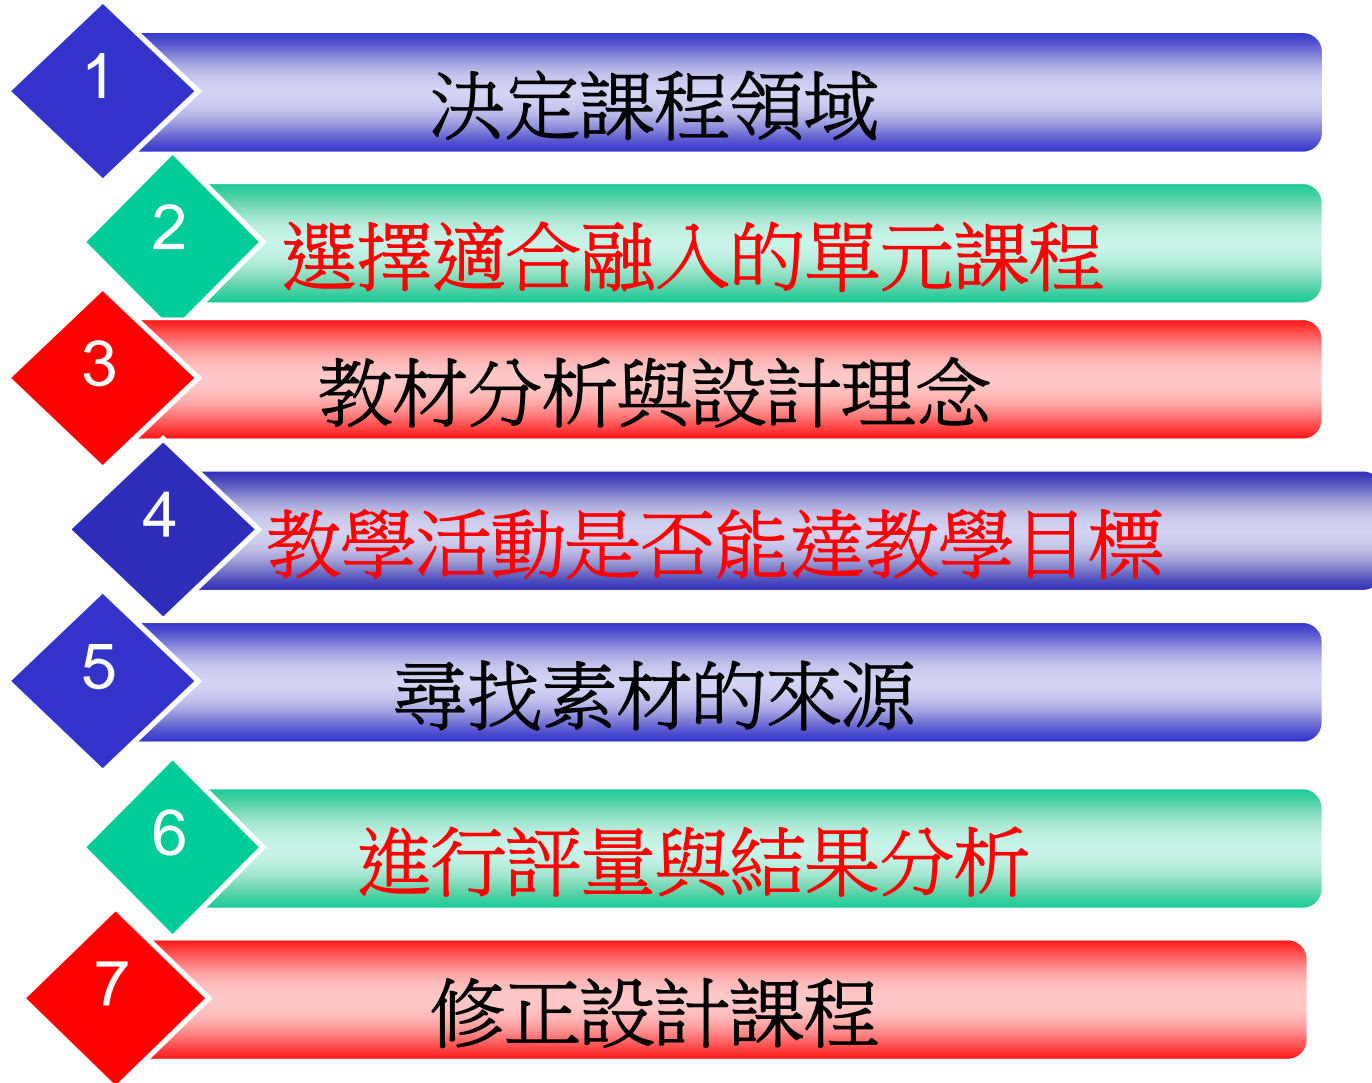 1 決定課程領域
2 選擇適合融入的單元課程
3 教材分析與設計理念
4 教學活動是否能達教學目標
5 尋找素材的來源
6 進行評量與結果分析
7 修正設計課程